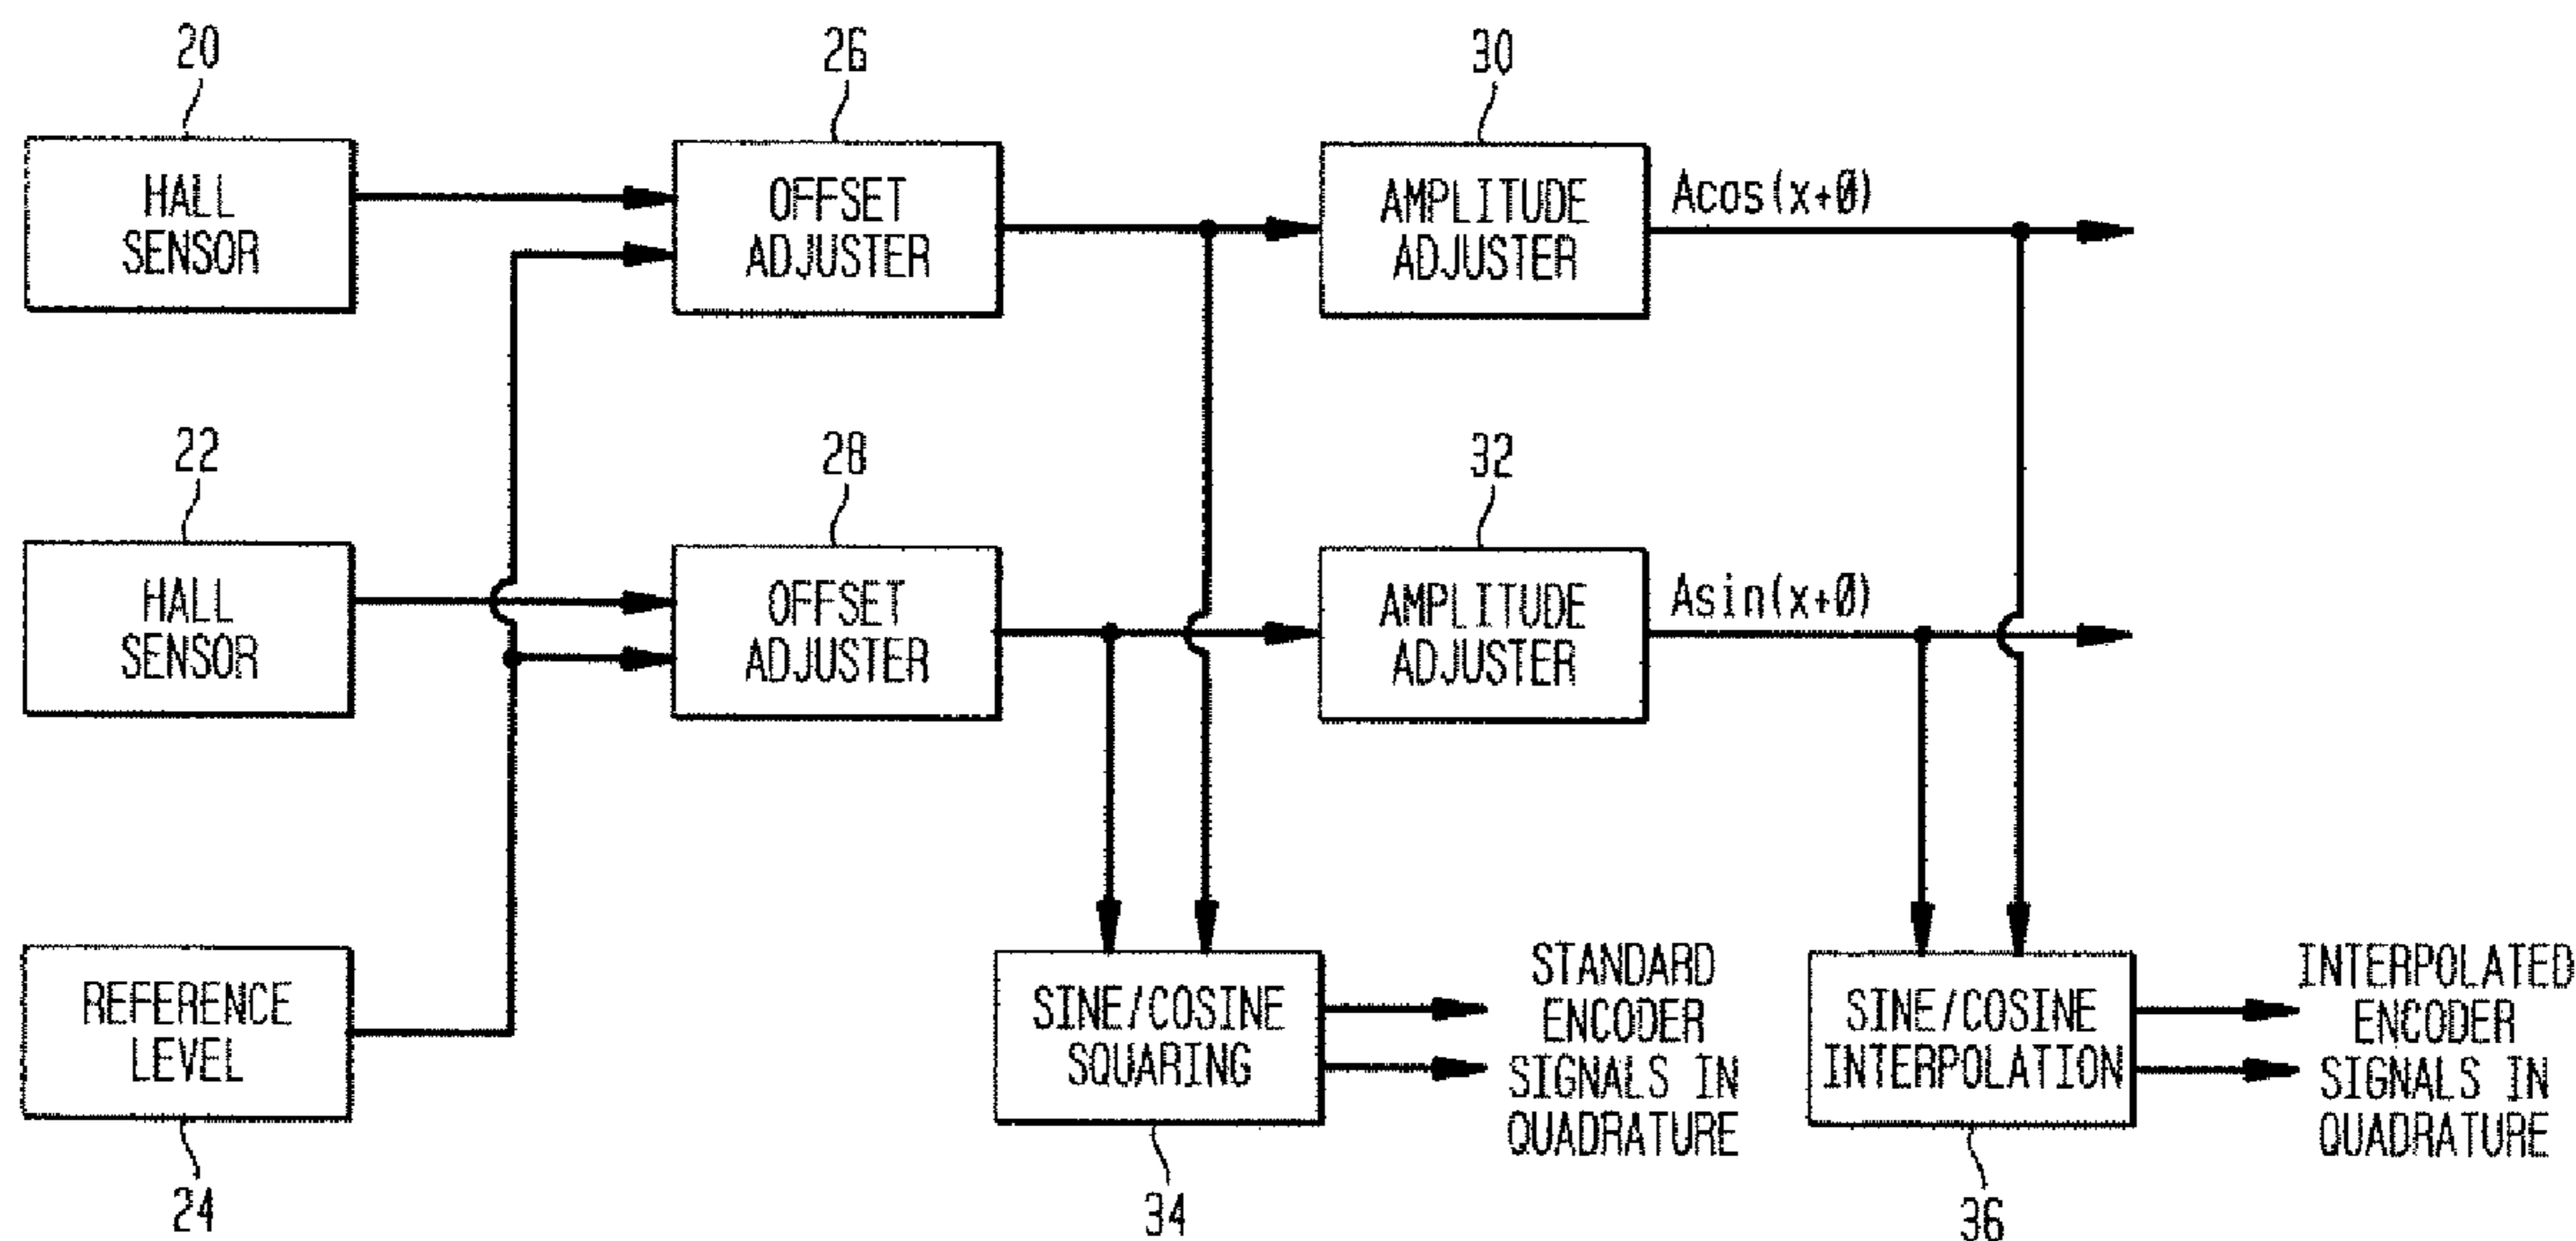 20
26
30
HALL
SENSOR
OFFSET
ADJUSTER
AMPLITUDE
ADJUSTER
Acos(x+Ø)
22
28
32
HALL
SENSOR
OFFSET
ADJUSTER
AMPLITUDE
ADJUSTER
Asin(x+Ø)
REFERENCE
LEVEL
SINE/COSINE
SQUARING
STANDARD
ENCODER
SIGNALS IN
QUADRATURE
SINE/COSINE
INTERPOLATION
INTERPOLATED
ENCODER
SIGNALS IN
QUADRATURE
24
34
36